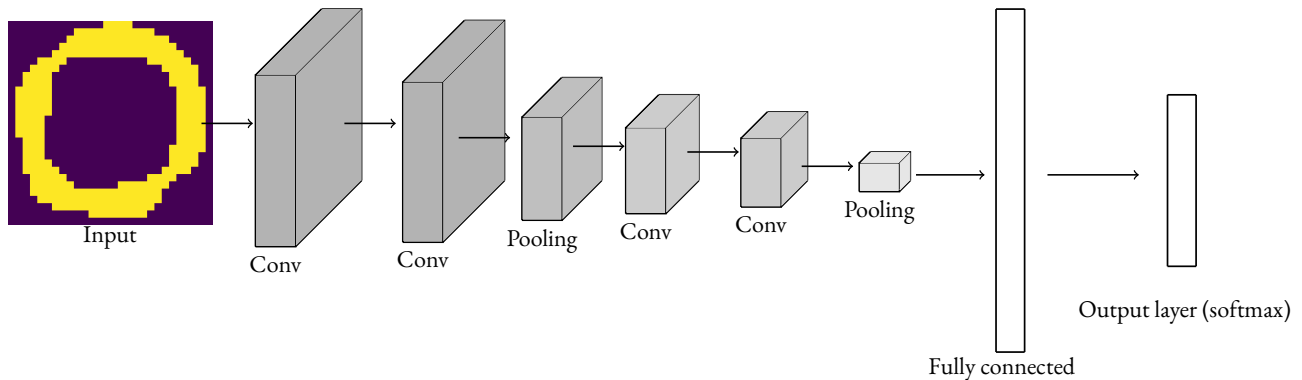 Input
Conv
Conv
Pooling
Conv
Conv
Pooling
Fully connected
Output layer (softmax)